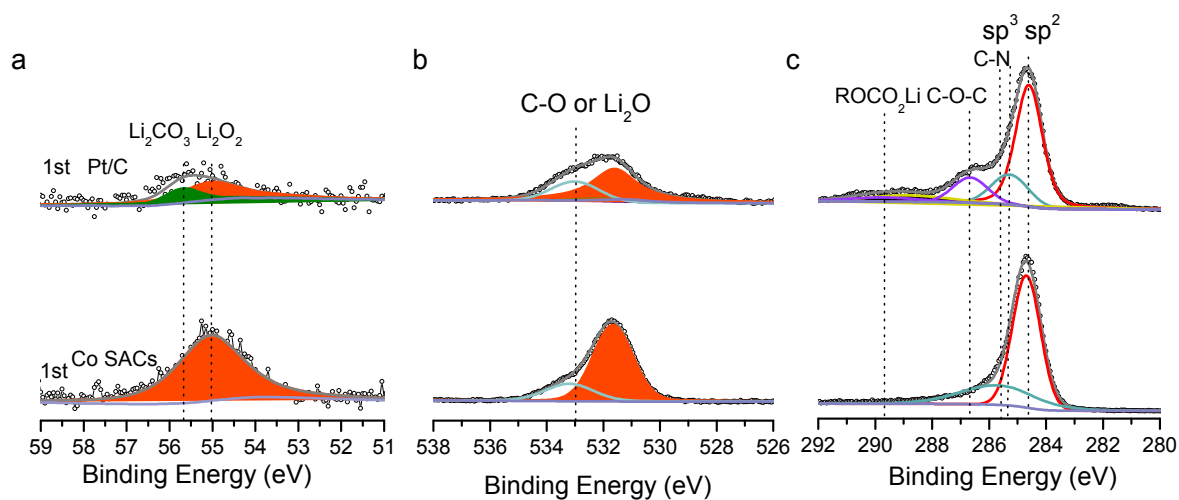 a
Li₂CO₃ Li₂O₂
1st Pt/C
1st Co SACs
59 58 57 56 55 54 53 52 51
Binding Energy (eV)
b
C-O or Li₂O
538 536 534 532 530 528 526
Binding Energy (eV)
c
sp³ sp²
C-N
ROCO₂Li C-O-C
292 290 288 286 284 282 280
Binding Energy (eV)